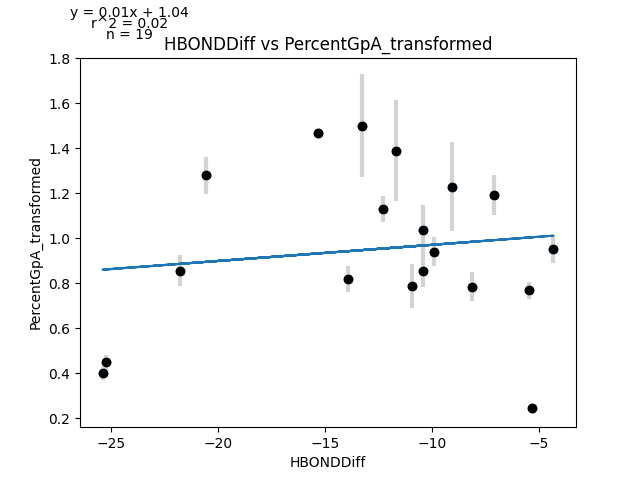 y = 0.01x + 1.04
r^2 = 0.02
n = 19
HBONDDiff vs PercentGpA_transformed
PercentGpA_transformed
1.8
1.6
1.4
1.2
1.0
0.8
0.6
0.4
0.2
−25 −20 −15 −10 −5
HBONDDiff